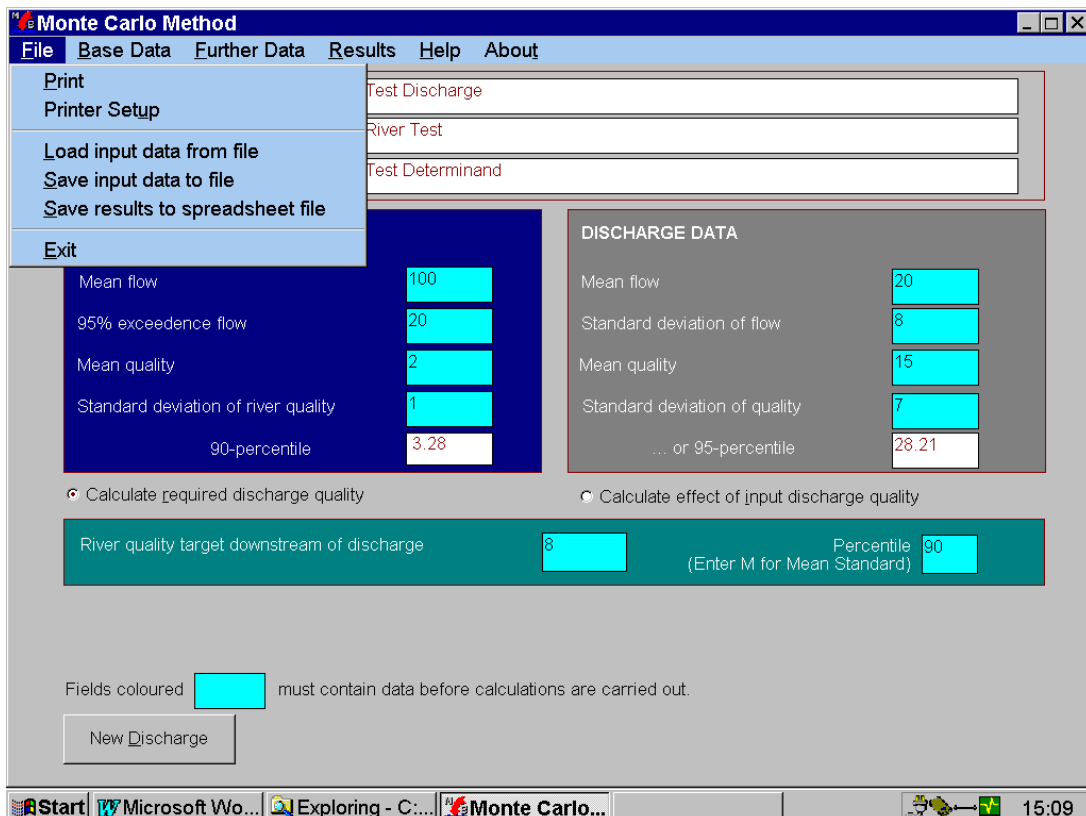 Monte Carlo Method
File Base Data Further Data Results Help About
Print
Printer Setup
Load input data from file
Save input data to file
Save results to spreadsheet file
Exit
Test Discharge
River Test
Test Determinand
Mean flow 100
95% exceedence flow 20
Mean quality 2
Standard deviation of river quality 1
90-percentile 3.28
DISCHARGE DATA
Mean flow 20
Standard deviation of flow 8
Mean quality 15
Standard deviation of quality 7
... or 95-percentile 28.21
Calculate required discharge quality
Calculate effect of input discharge quality
River quality target downstream of discharge 8
Percentile 90
(Enter M for Mean Standard)
Fields coloured must contain data before calculations are carried out.
New Discharge
Start Microsoft Wo... Exploring - C:... Monte Carlo... 15:09